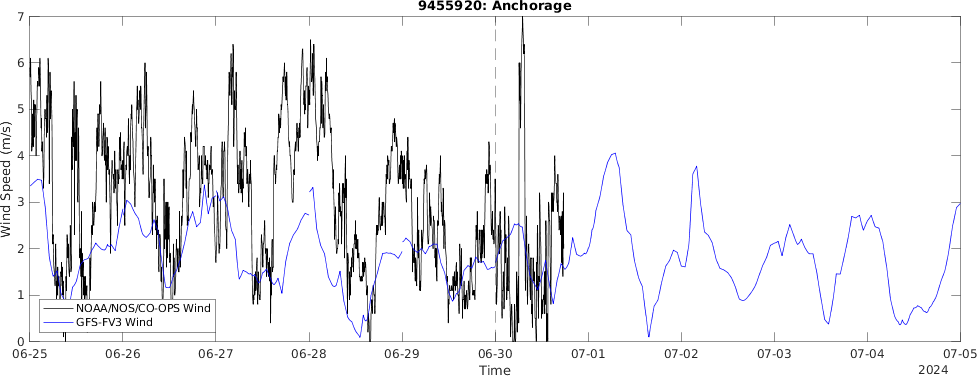 9455920: Anchorage
7
6
5
4
3
2
1
0
Wind Speed (m/s)
NOAA/NOS/CO-OPS Wind
GFS-FV3 Wind
06-25 06-26 06-27 06-28 06-29 06-30 07-01 07-02 07-03 07-04 07-05
Time
2024